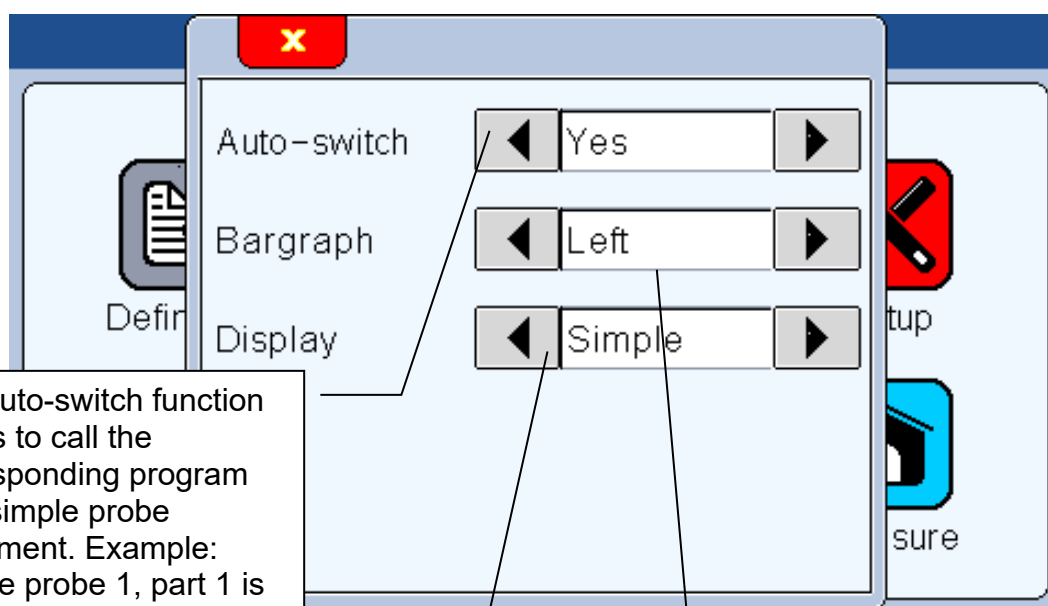 x
Auto-switch
Yes
Bargraph
Left
Display
Simple
Defin
tup
sure
uto-switch function
s to call the
sponding program
simple probe
ment. Example:
e probe 1, part 1 is